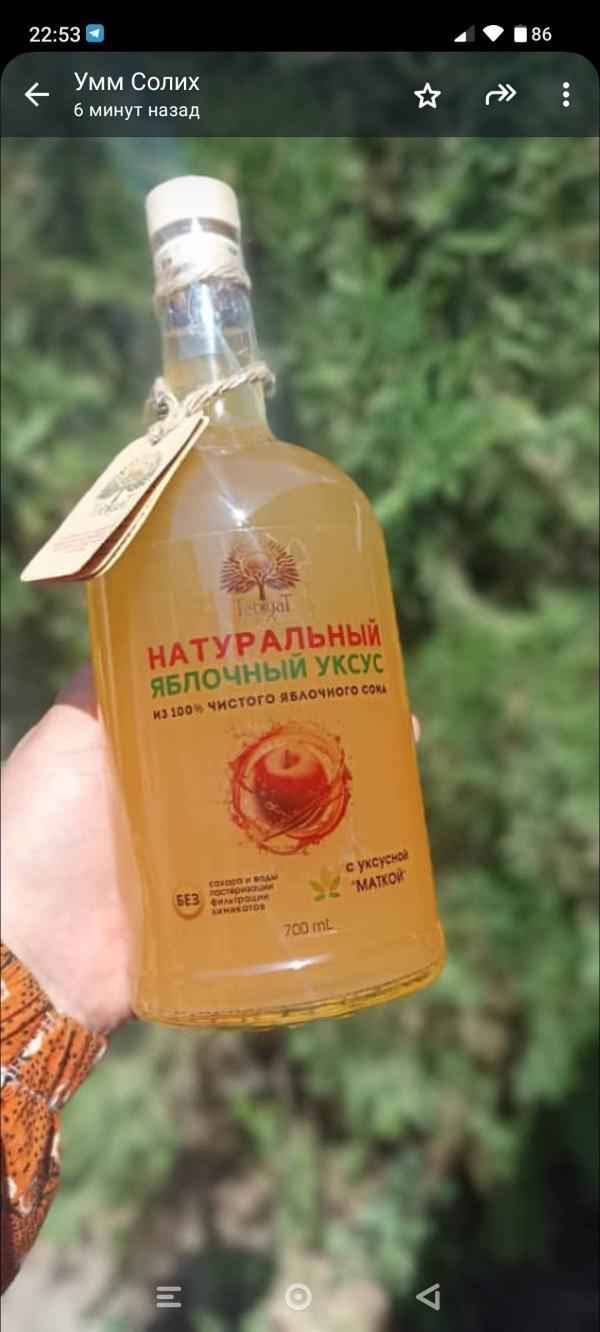 22:53
86
Умм Солих
6 минут назад
TebiyaT
НАТУРАЛЬНЫЙ
ЯБЛОЧНЫЙ УКСУС
ИЗ 100% ЧИСТОГО ЯБЛОЧНОГО СОКА
БЕЗ
сахара и воды
пастеризации
фильтрации
химикатов
с уксусной
"МАТКОЙ"
700 mL